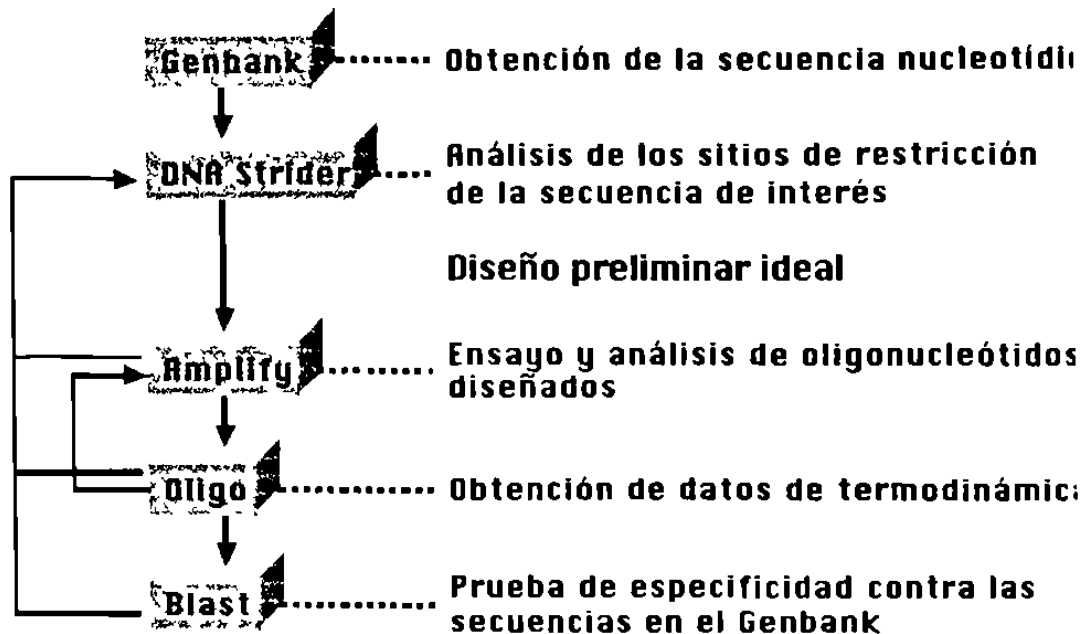 Genbank
Obtención de la secuencia nucleotídi
DNA Strider
Análisis de los sitios de restricción
de la secuencia de interés
Diseño preliminar ideal
Amplify
Ensayo y análisis de oligonucleótidos
diseñados
Oligo
Obtención de datos de termodinámic
Blast
Prueba de especificidad contra las
secuencias en el Genbank